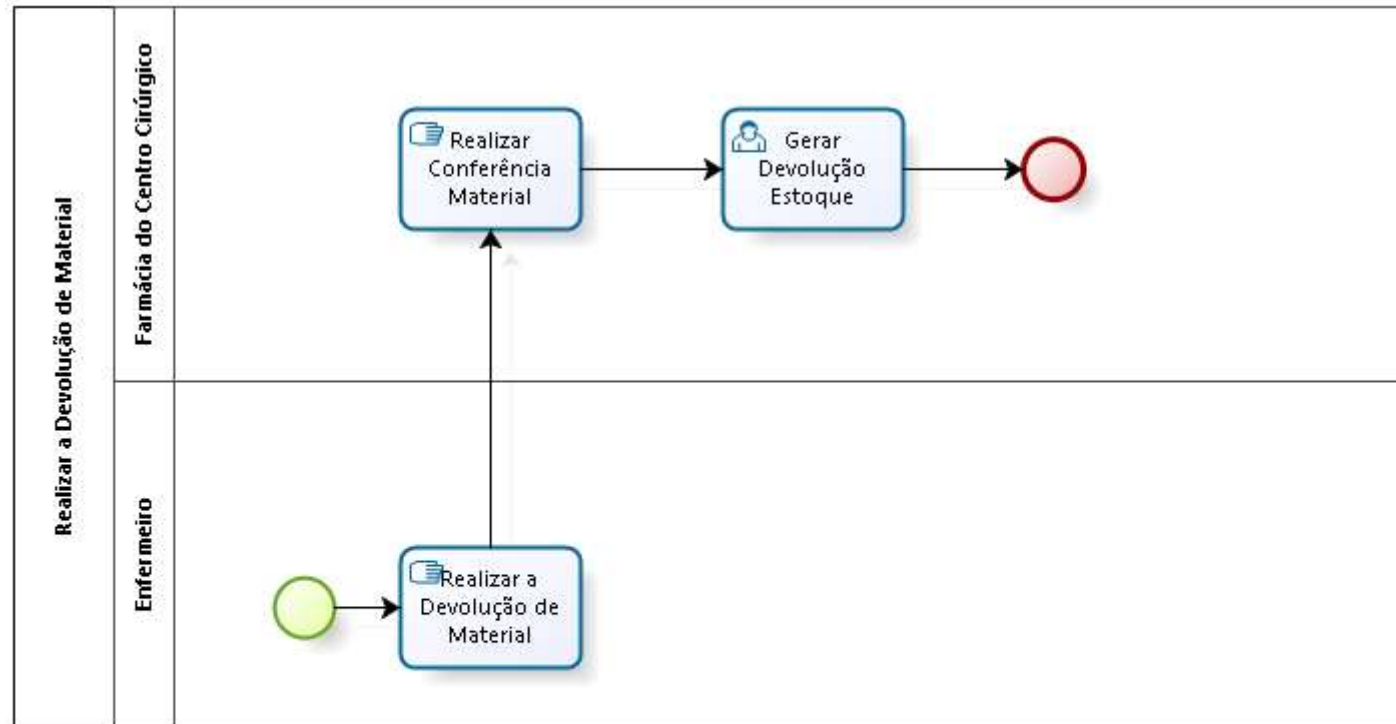 Realizar a Devolução de Material
Farmácia do Centro Cirúrgico
Realizar
Conferência
Material
Gerar
Devolução
Estoque
Enfermeiro
Realizar a
Devolução de
Material